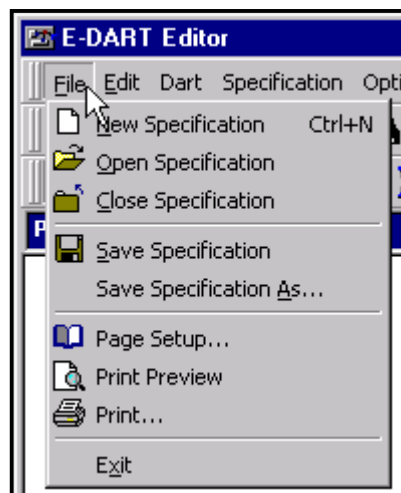 E-DART Editor
File Edit Dart Specification Opti
New Specification Ctrl+N
Open Specification
Close Specification
Save Specification
Save Specification As...
Page Setup...
Print Preview
Print...
Exit